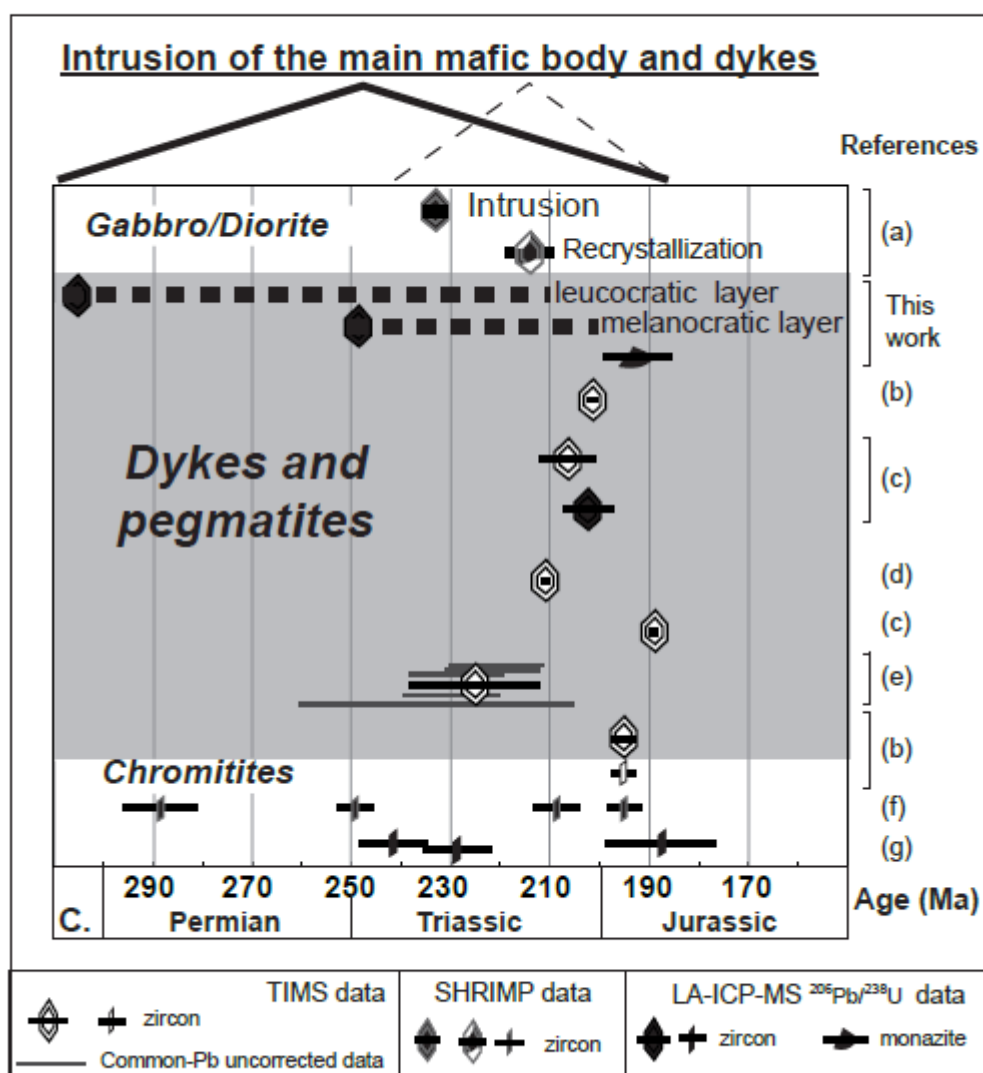 Intrusion of the main mafic body and dykes
References
Gabbro/Diorite
Intrusion
Recrystallization
(a)
leucocratic layer
melanocratic layer
This
work
(b)
Dykes and
pegmatites
(c)
(d)
(c)
(e)
(b)
Chromitites
(f)
(g)
290 270 250 230 210 190 170
Age (Ma)
C. Permian Triassic Jurassic
TIMS data
zircon
Common-Pb uncorrected data
SHRIMP data
zircon
LA-ICP-MS ²⁰⁶Pb/²³⁸U data
zircon monazite